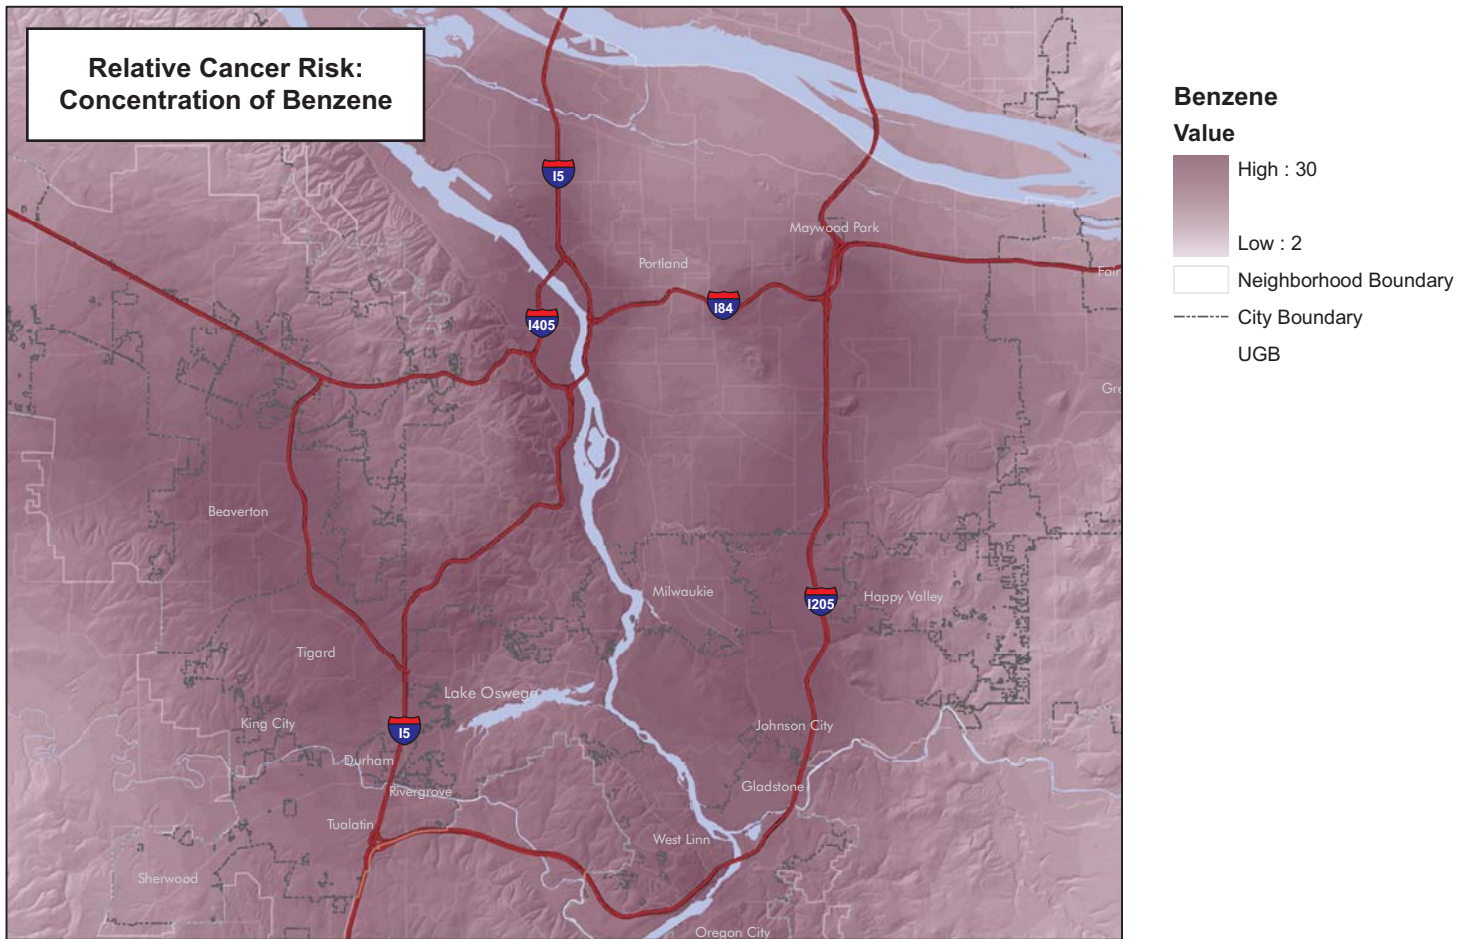 Relative Cancer Risk:
Concentration of Benzene
Benzene
Value
High : 30
Low : 2
Neighborhood Boundary
City Boundary
UGB
I5
Maywood Park
Portland
Fair
I84
I405
Gre
Beaverton
Milwaukie
I205
Happy Valley
Tigard
Lake Oswego
King City
I5
Johnson City
Durham
Rivergrove
Gladstone
Tualatin
West Linn
Sherwood
Oregon City